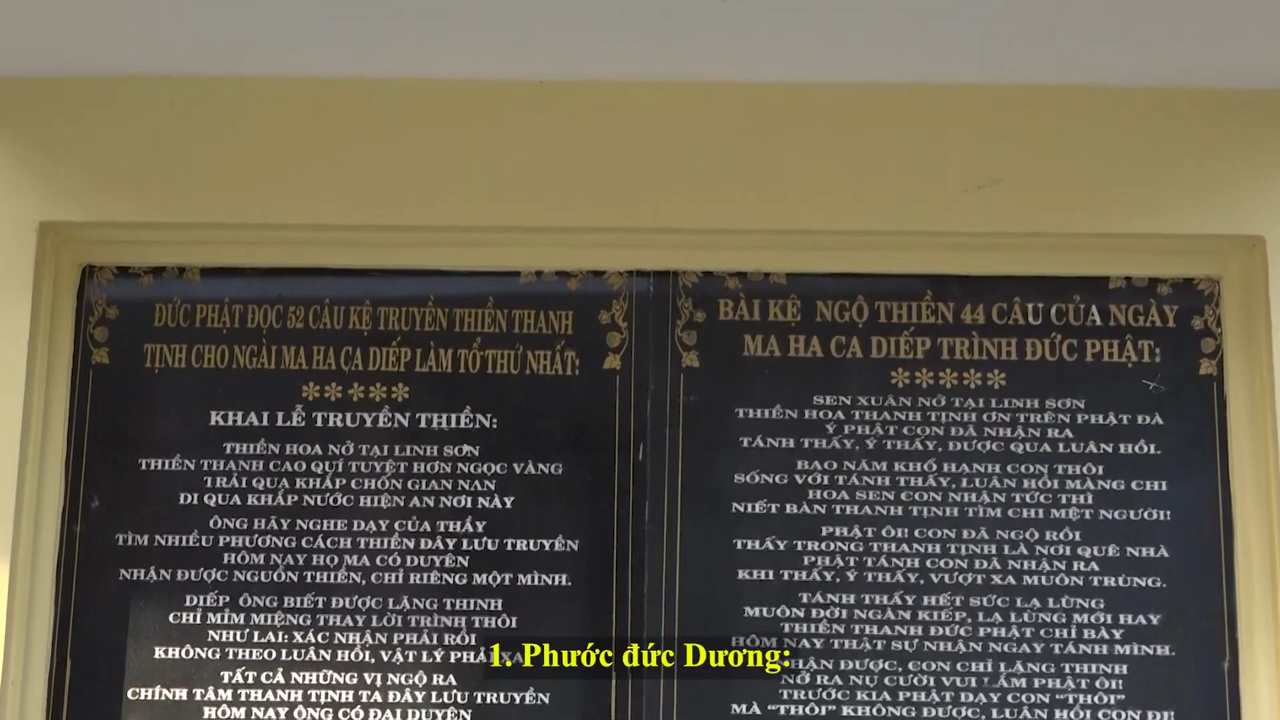 ĐỨC PHẬT ĐỌC 52 CÂU KỆ TRUYỀN THIỀN THANH
TỊNH CHO NGÀI MA HA CA DIẾP LÀM TỔ THỨ NHẤT:
KHAI LỄ TRUYỀN THIỀN:
THIỀN HOA NỞ TẠI LINH SƠN
THIỀN THANH CAO QUÍ TUYỆT HƠN NGỌC VÀNG
TRẢI QUA KHẮP CHỐN GIAN NAN
DI QUA KHẮP NƯỚC HIỆN AN NƠI NÀY
ÔNG HÃY NGHE DẠY CỦA THẦY
TÌM NHIỀU PHƯƠNG CÁCH THIỀN ĐÂY LƯU TRUYỀN
HÔM NAY HỌ MA CÓ DUYÊN
NHẬN ĐƯỢC NGUỒN THIỀN, CHỈ RIÊNG MỘT MÌNH.
DIẾP ÔNG BIẾT ĐƯỢC LẶNG THINH
CHỈ MỈM MIỆNG THAY LỜI TRÌNH THÔI
NHƯ LAI: XÁC NHẬN PHẢI RỒI
KHÔNG THEO LUÂN HỒI, VẬT LÝ PHẢI XA
TẤT CẢ NHỮNG VỊ NGỘ RA
CHÍNH TÂM THANH TỊNH TA ĐÂY LƯU TRUYỀN
HÔM NAY ÔNG CÓ ĐẠI DUYÊN
BÀI KỆ NGỘ THIỀN 44 CÂU CỦA NGÀY
MA HA CA DIẾP TRÌNH ĐỨC PHẬT:
SEN XUÂN NỞ TẠI LINH SƠN
THIỀN HOA THANH TỊNH ƠN TRÊN PHẬT ĐÀ
Ý PHẬT CON ĐÃ NHẬN RA
TÁNH THẤY, Ý THẤY, ĐƯỢC QUA LUÂN HỒI.
BAO NĂM KHỔ HẠNH CON THÔI
SỐNG VỚI TÁNH THẤY, LUÂN HỒI MÀNG CHI
HOA SEN CON NHẬN TỨC THÌ
NIẾT BÀN THANH TỊNH TÌM CHI MỆT NGƯỜI!
PHẬT ÔI! CON ĐÃ NGỘ RỒI
THẤY TRONG THANH TỊNH LÀ NƠI QUÊ NHÀ
PHẬT TÁNH CON ĐÃ NHẬN RA
KHI THẤY, Ý THẤY, VƯỢT XA MUÔN TRÙNG.
TÁNH THẤY HẾT SỨC LẠ LÙNG
MUÔN ĐỜI NGÀN KIẾP, LẠ LÙNG MỚI HAY
THIỀN THANH ĐỨC PHẬT CHỈ BÀY
HÔM NAY THẬT SỰ NHẬN NGAY TÁNH MÌNH.
ĐƯỢC, CON CHỈ LẶNG THINH
NỞ RA NỤ CƯỜI VUI LẮM PHẬT ÔI!
TRƯỚC KIA PHẬT DẠY CON "THÔI"
MÀ "THÔI" KHÔNG ĐƯỢC, LUÂN HỒI CON ĐI
1. Phước đức Dương: